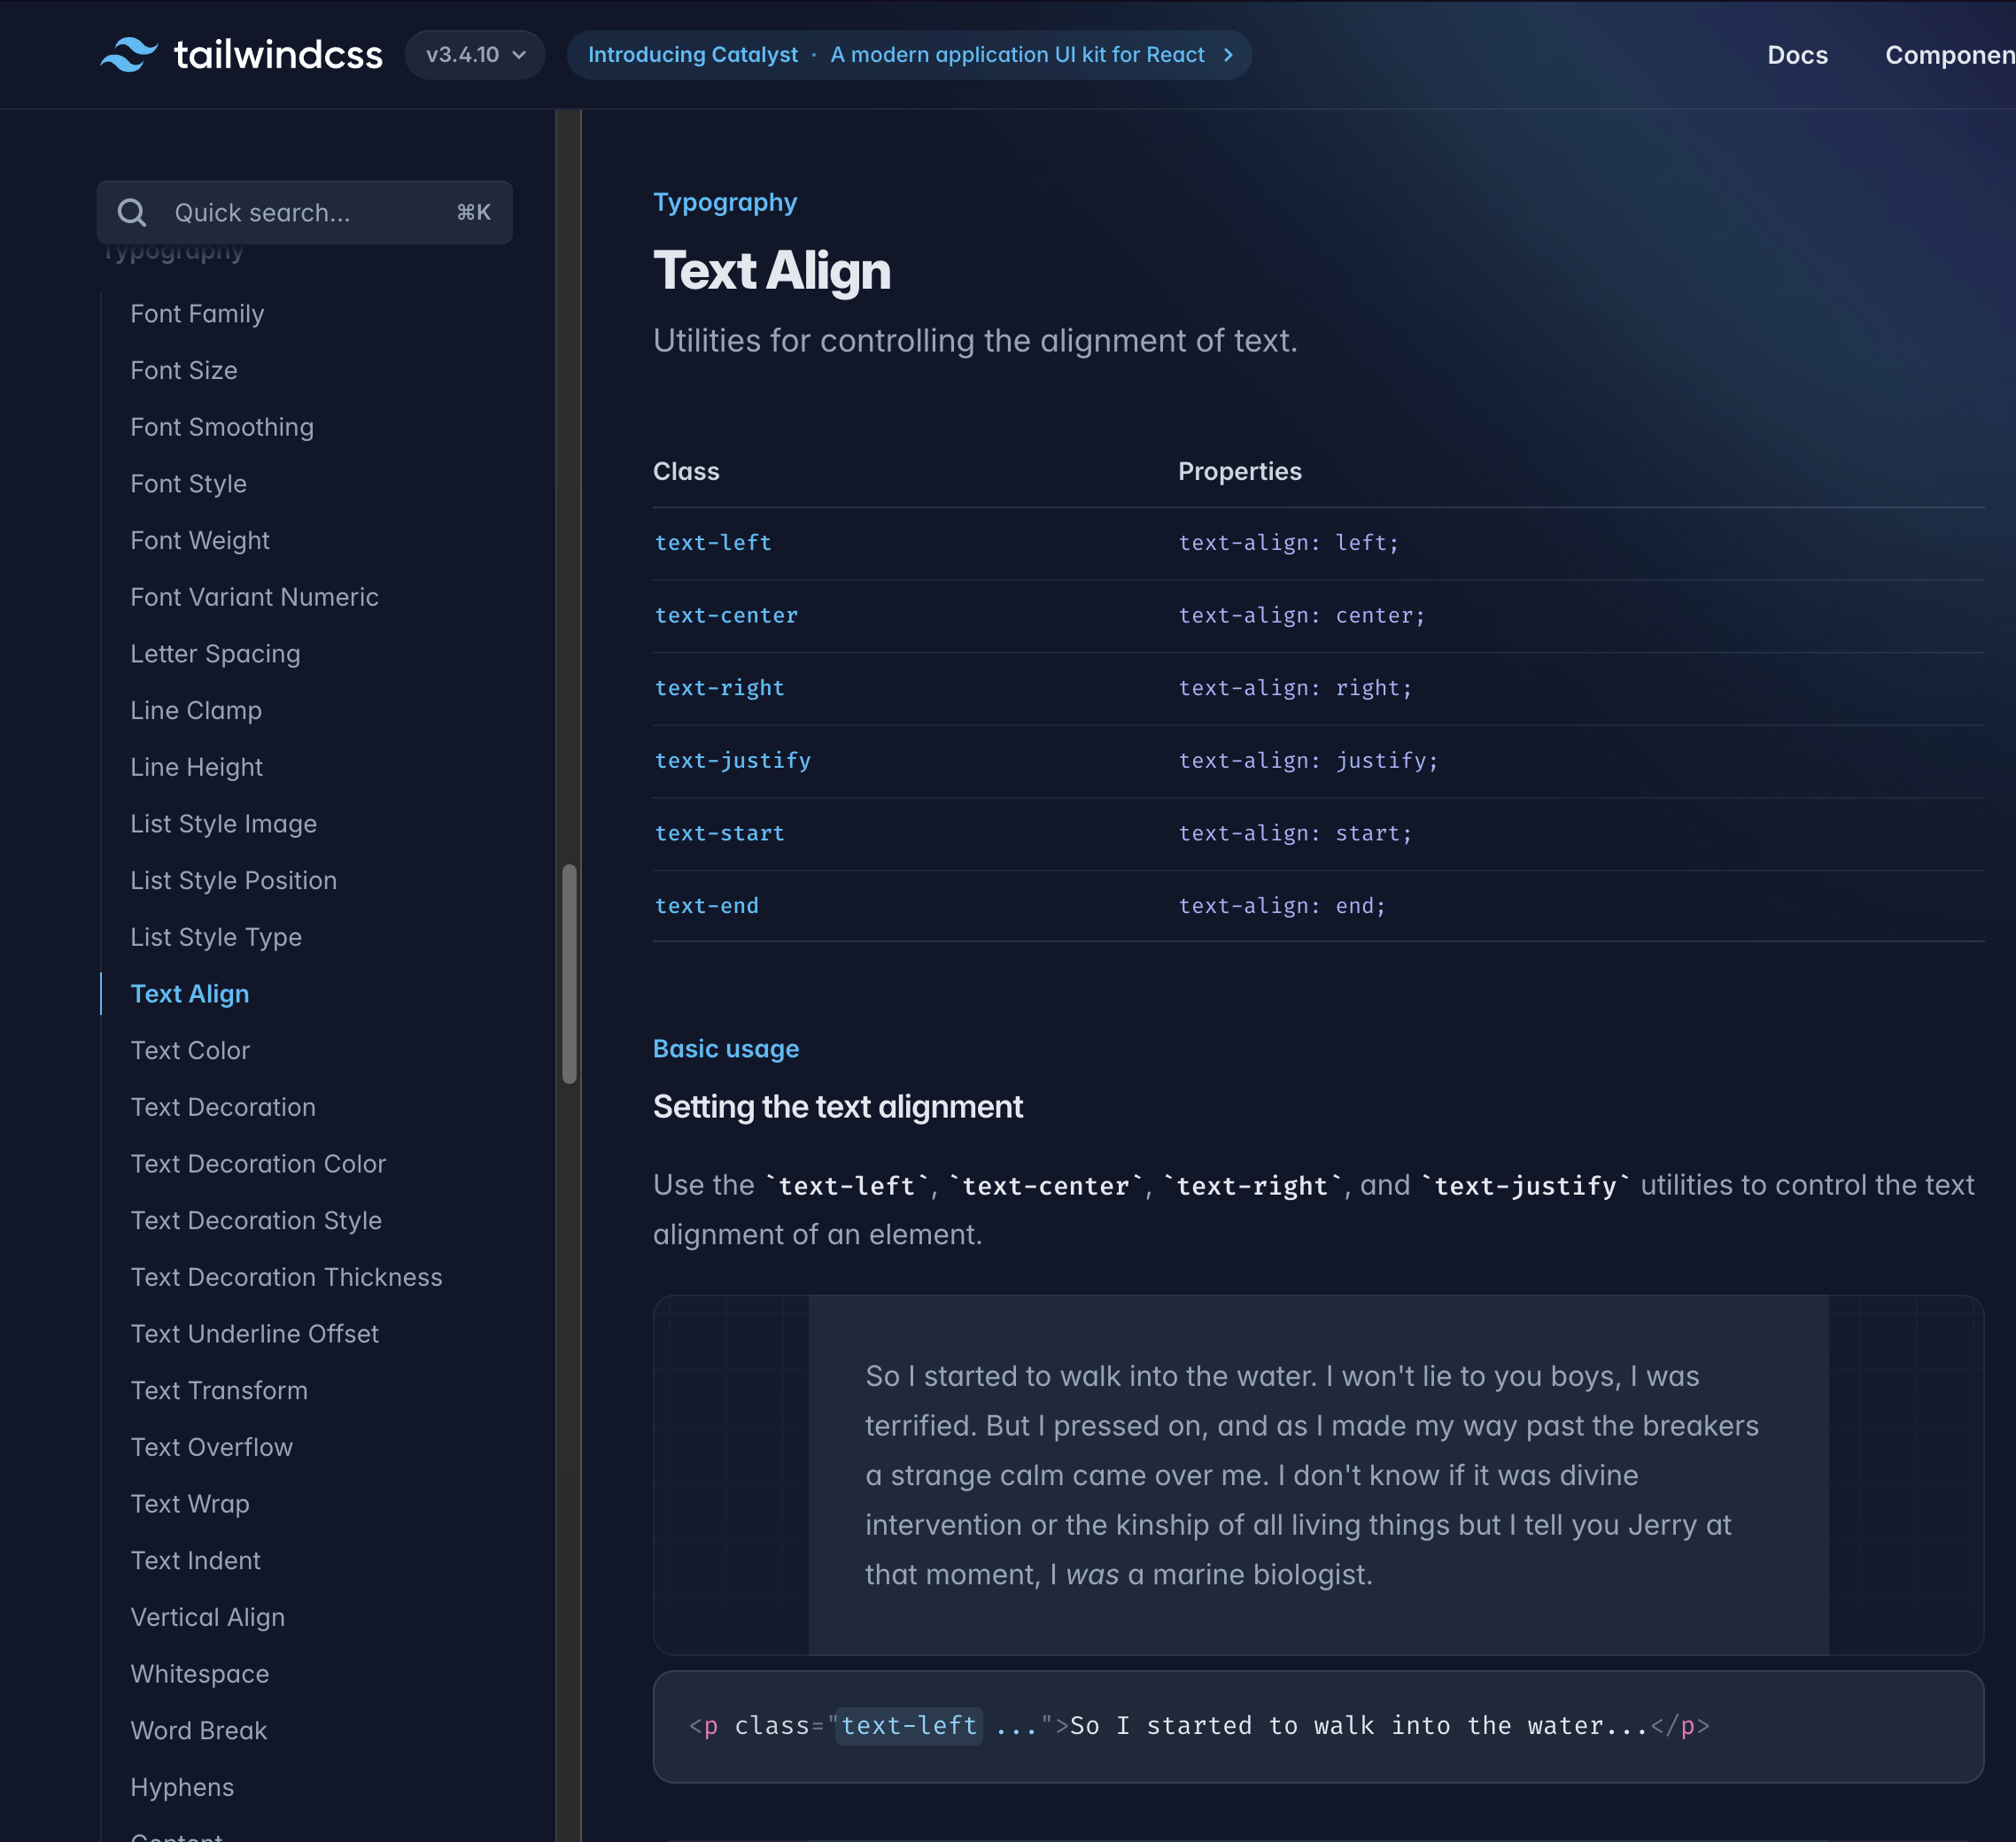 tailwindcss
v3.4.10
Introducing Catalyst · A modern application UI kit for React
Docs
Componen
Quick search...
⌘K
Typography
Font Family
Font Size
Font Smoothing
Font Style
Font Weight
Font Variant Numeric
Letter Spacing
Line Clamp
Line Height
List Style Image
List Style Position
List Style Type
Text Align
Text Color
Text Decoration
Text Decoration Color
Text Decoration Style
Text Decoration Thickness
Text Underline Offset
Text Transform
Text Overflow
Text Wrap
Text Indent
Vertical Align
Whitespace
Word Break
Hyphens
Content
Typography
Text Align
Utilities for controlling the alignment of text.
Class Properties
text-left text-align: left;
text-center text-align: center;
text-right text-align: right;
text-justify text-align: justify;
text-start text-align: start;
text-end text-align: end;
Basic usage
Setting the text alignment
Use the `text-left`, `text-center`, `text-right`, and `text-justify` utilities to control the text
alignment of an element.
So I started to walk into the water. I won't lie to you boys, I was
terrified. But I pressed on, and as I made my way past the breakers
a strange calm came over me. I don't know if it was divine
intervention or the kinship of all living things but I tell you Jerry at
that moment, I was a marine biologist.
<p class="text-left ...">So I started to walk into the water...</p>